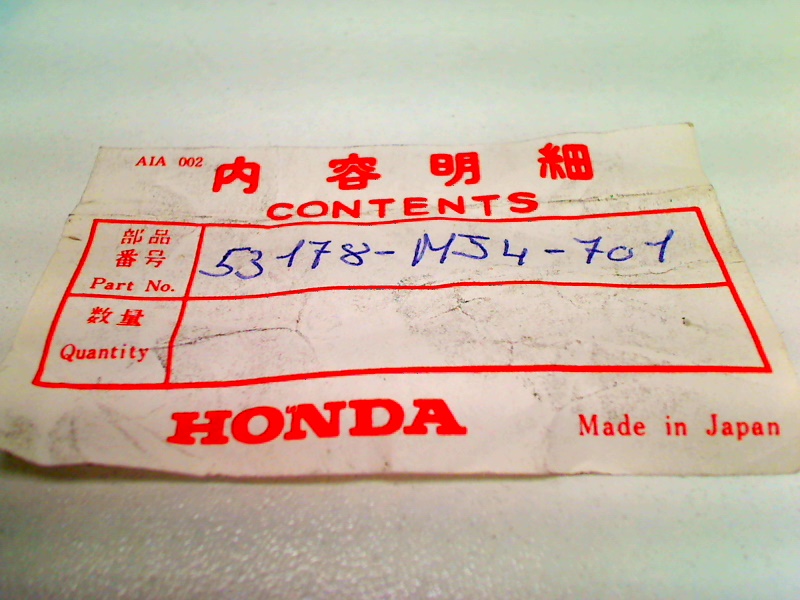 AIA 002
内容明細
CONTENTS
部品
番号
Part No.
53178-MJ4-701
数量
Quantity
HONDA
Made in Japan